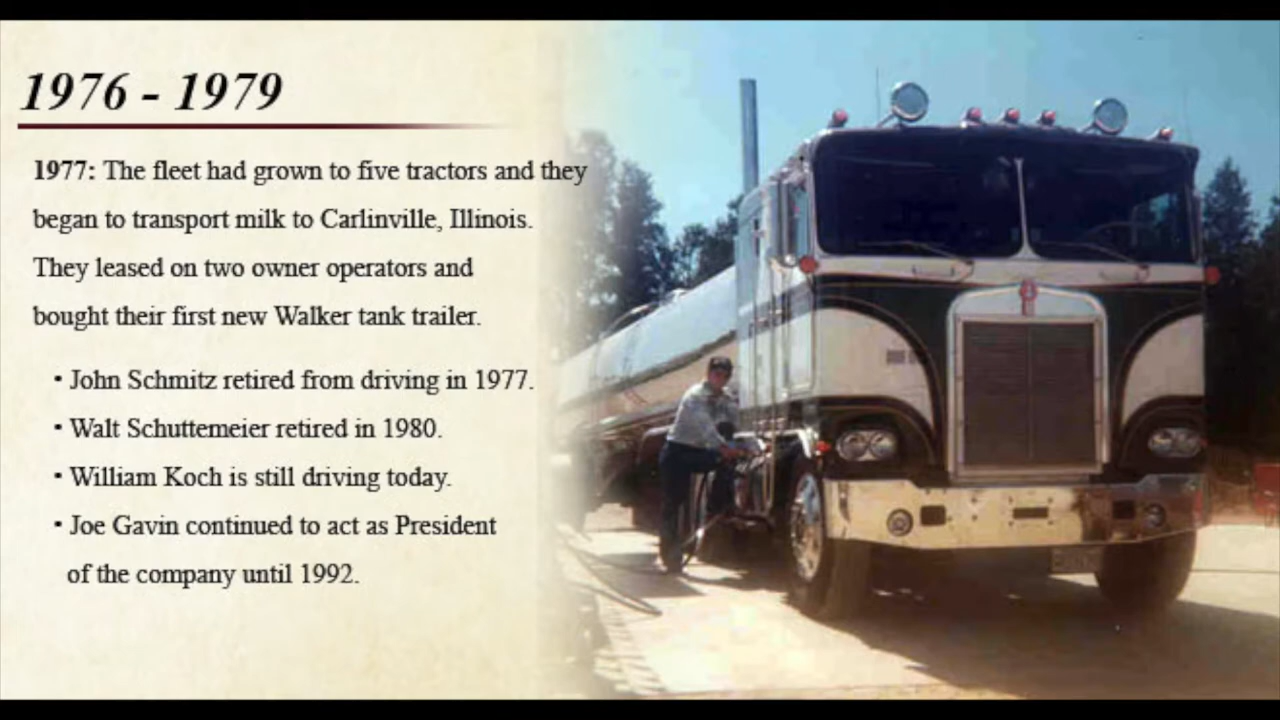 1976 - 1979
1977: The fleet had grown to five tractors and they
began to transport milk to Carlinville, Illinois.
They leased on two owner operators and
bought their first new Walker tank trailer.
• John Schmitz retired from driving in 1977.
• Walt Schuttemeier retired in 1980.
• William Koch is still driving today.
• Joe Gavin continued to act as President
of the company until 1992.